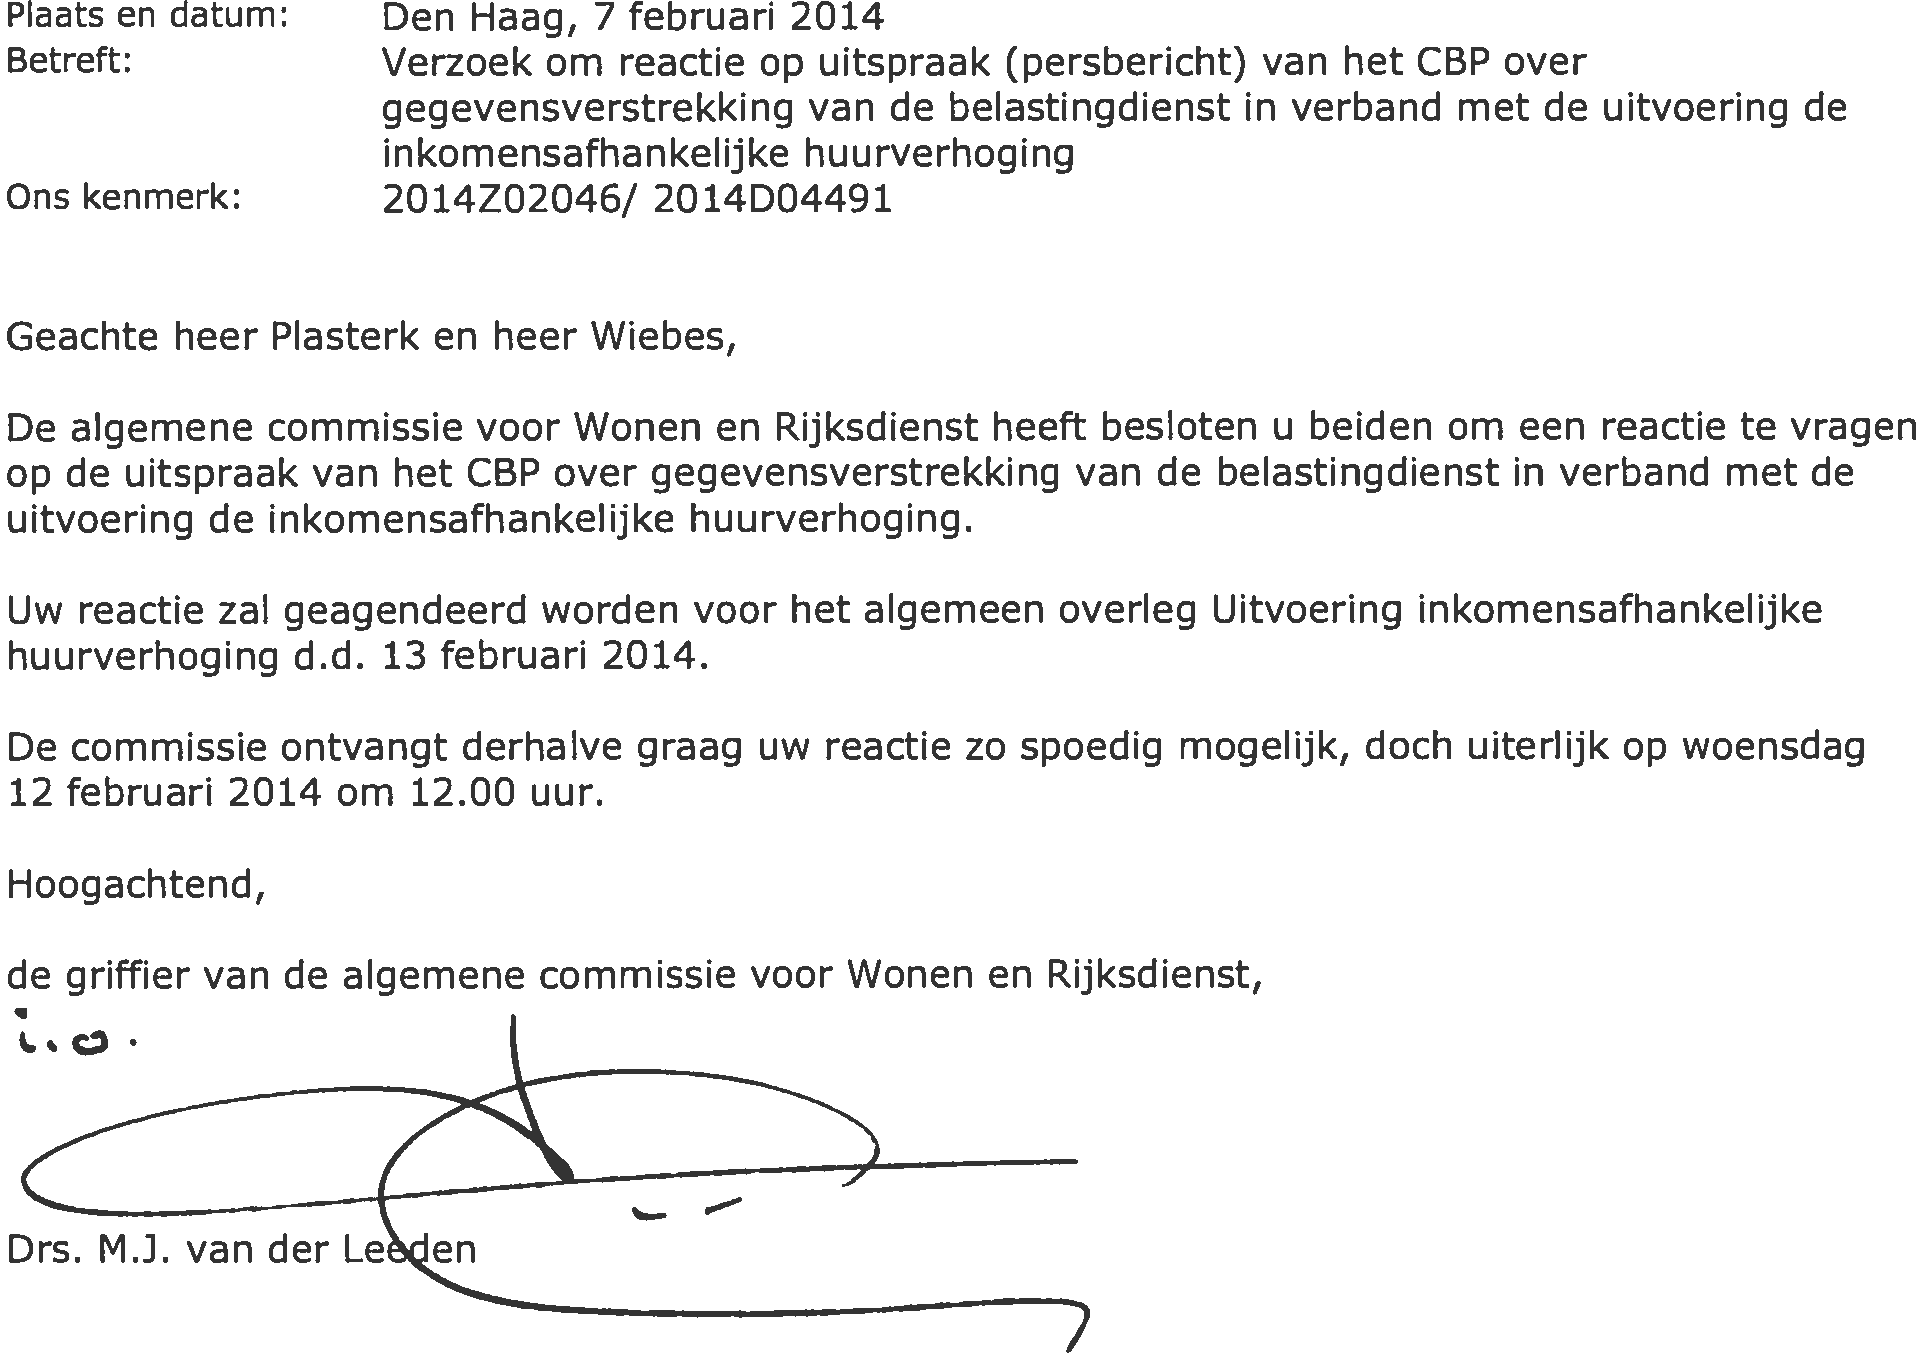 Plaats en datum: Den Haag, 7 februari 2014
Betreft: Verzoek om reactie op uitspraak (persbericht) van het CBP over
gegevensverstrekking van de belastingdienst in verband met de uitvoering de
inkomensafhankelijke huurverhoging
Ons kenmerk: 2014Z02046/ 2014D04491
Geachte heer Plasterk en heer Wiebes,
De algemene commissie voor Wonen en Rijksdienst heeft besloten u beiden om een reactie te vragen
op de uitspraak van het CBP over gegevensverstrekking van de belastingdienst in verband met de
uitvoering de inkomensafhankelijke huurverhoging.
Uw reactie zal geagendeerd worden voor het algemeen overleg Uitvoering inkomensafhankelijke
huurverhoging d.d. 13 februari 2014.
De commissie ontvangt derhalve graag uw reactie zo spoedig mogelijk, doch uiterlijk op woensdag
12 februari 2014 om 12.00 uur.
Hoogachtend,
de griffier van de algemene commissie voor Wonen en Rijksdienst,
i.o.
Drs. M.J. van der Leeden